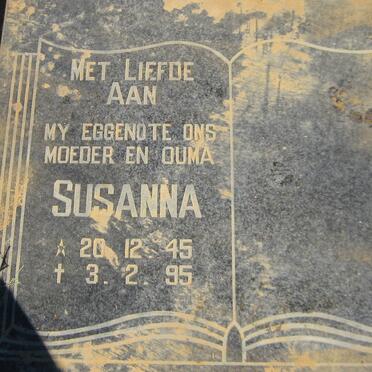 MET LIEFDE
AAN
MY EGGENOTE ONS
MOEDER EN OUMA
SUSANNA
☆ 20. 12. 45
† 3. 2. 95